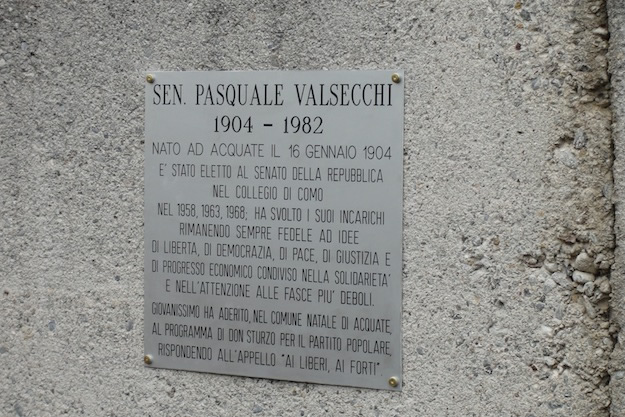 SEN. PASQUALE VALSECCHI
1904 - 1982
NATO AD ACQUATE IL 16 GENNAIO 1904
E' STATO ELETTO AL SENATO DELLA REPUBBLICA
NEL COLLEGIO DI COMO
NEL 1958, 1963, 1968; HA SVOLTO I SUOI INCARICHI
RIMANENDO SEMPRE FEDELE AD IDEE
DI LIBERTA, DI DEMOCRAZIA, DI PACE, DI GIUSTIZIA E
DI PROGRESSO ECONOMICO CONDIVISO NELLA SOLIDARIETA'
E NELL'ATTENZIONE ALLE FASCE PIU' DEBOLI.
GIOVANISSIMO HA ADERITO, NEL COMUNE NATALE DI ACQUATE,
AL PROGRAMMA DI DON STURZO PER IL PARTITO POPOLARE,
RISPONDENDO ALL'APPELLO "AI LIBERI, AI FORTI"